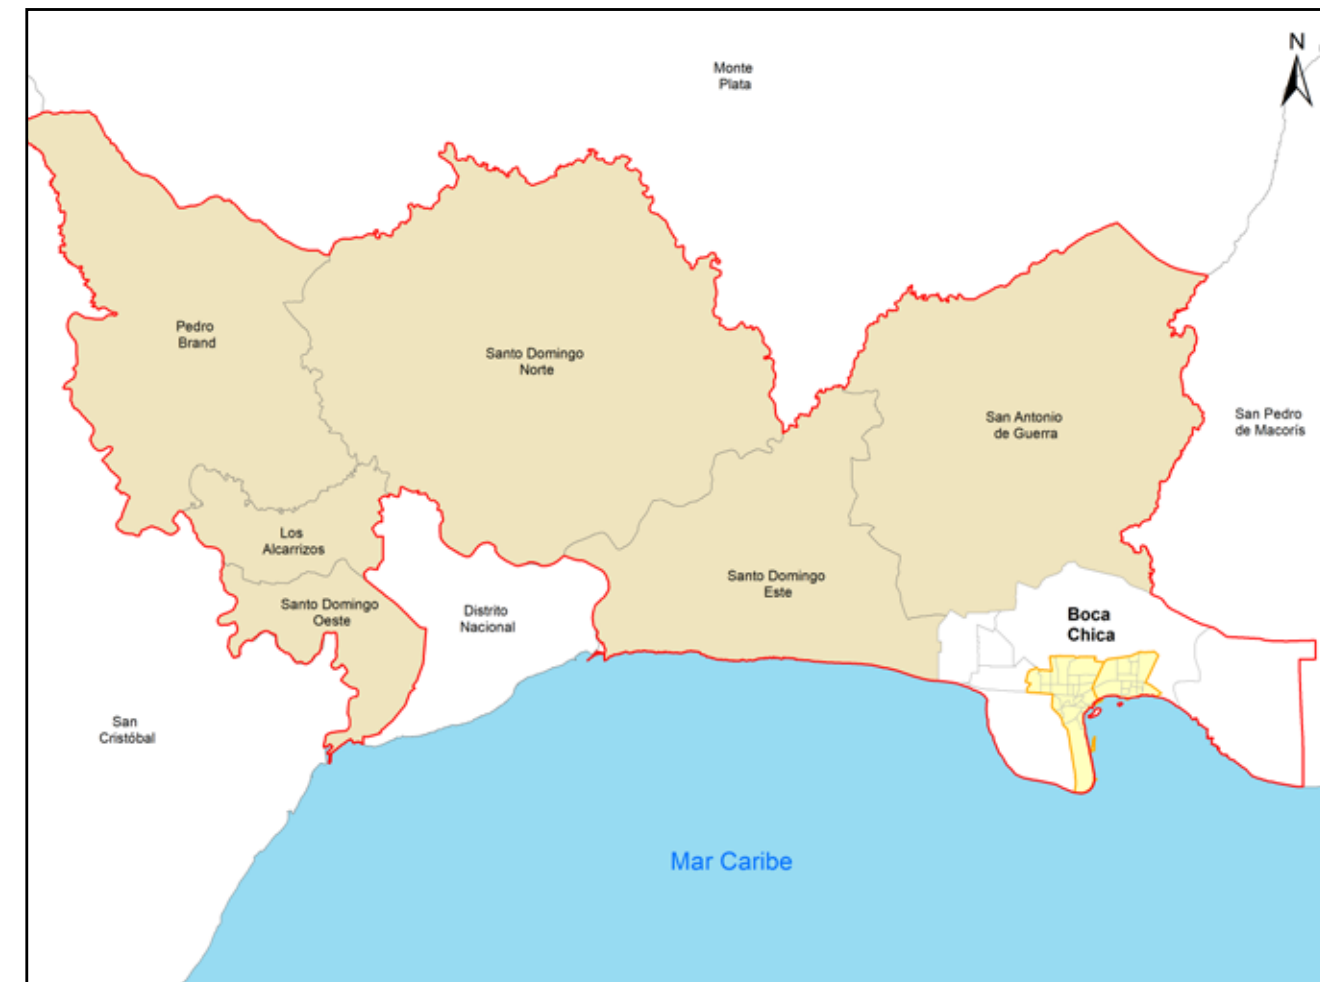 N
Monte
Plata
Pedro
Brand
Santo Domingo
Norte
San Antonio
de Guerra
San Pedro
de Macorís
Los
Alcarrizos
Santo Domingo
Este
Santo Domingo
Oeste
Distrito
Nacional
Boca
Chica
San
Cristóbal
Mar Caribe